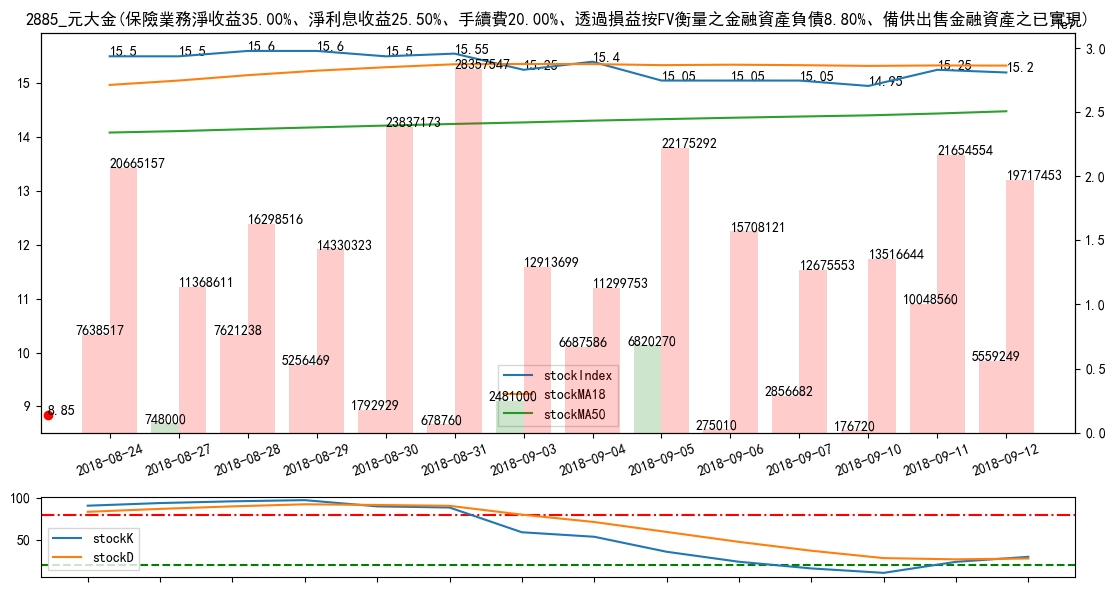 2885_元大金(保險業務淨收益35.00%、淨利息收益25.50%、手續費20.00%、透過損益按FV衡量之金融資產負債8.80%、備供出售金融資產之已實現)
1e7
15.5 15.5 15.6 15.6 15.5 15.55 15.25 15.4 15.05 15.05 15.05 14.95 15.25 15.2
20665157 11368611 16298516 14330323 23837173 28357547 12913699 11299753 22175292 15708121 12675553 13516644 21654554 19717453
7638517 748000 7621238 5256469 1792929 678760 2481000 6687586 6820270 275010 2856682 176720 10048560 5559249
8.85
15
14
13
12
11
10
9
3.0
2.5
2.0
1.5
1.0
0.5
0.0
stockIndex
stockMA18
stockMA50
2018-08-24 2018-08-27 2018-08-28 2018-08-29 2018-08-30 2018-08-31 2018-09-03 2018-09-04 2018-09-05 2018-09-06 2018-09-07 2018-09-10 2018-09-11 2018-09-12
100
50
stockK
stockD